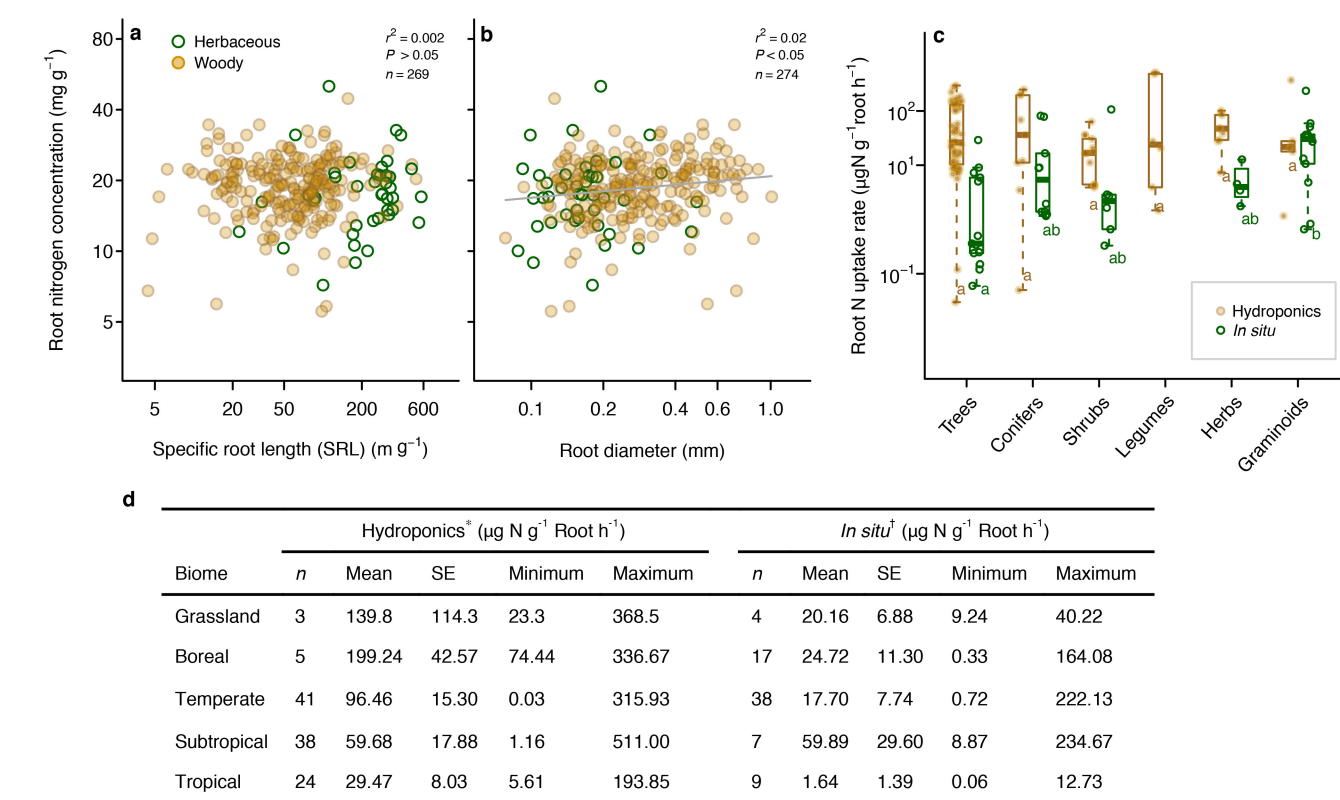 a
Herbaceous
Woody
r² = 0.002
P > 0.05
n = 269
Root nitrogen concentration (mg g⁻¹)
80
40
20
10
5
5 20 50 200 600
Specific root length (SRL) (m g⁻¹)
b
r² = 0.02
P < 0.05
n = 274
0.1 0.2 0.4 0.6 1.0
Root diameter (mm)
c
Root N uptake rate (µgN g⁻¹root h⁻¹)
10²
10¹
10⁻¹
a a a ab a ab a a ab a b
Hydroponics
In situ
Trees Conifers Shrubs Legumes Herbs Graminoids
d
Hydroponics* (µg N g⁻¹ Root h⁻¹) In situ† (µg N g⁻¹ Root h⁻¹)
Biome n Mean SE Minimum Maximum n Mean SE Minimum Maximum
Grassland 3 139.8 114.3 23.3 368.5 4 20.16 6.88 9.24 40.22
Boreal 5 199.24 42.57 74.44 336.67 17 24.72 11.30 0.33 164.08
Temperate 41 96.46 15.30 0.03 315.93 38 17.70 7.74 0.72 222.13
Subtropical 38 59.68 17.88 1.16 511.00 7 59.89 29.60 8.87 234.67
Tropical 24 29.47 8.03 5.61 193.85 9 1.64 1.39 0.06 12.73